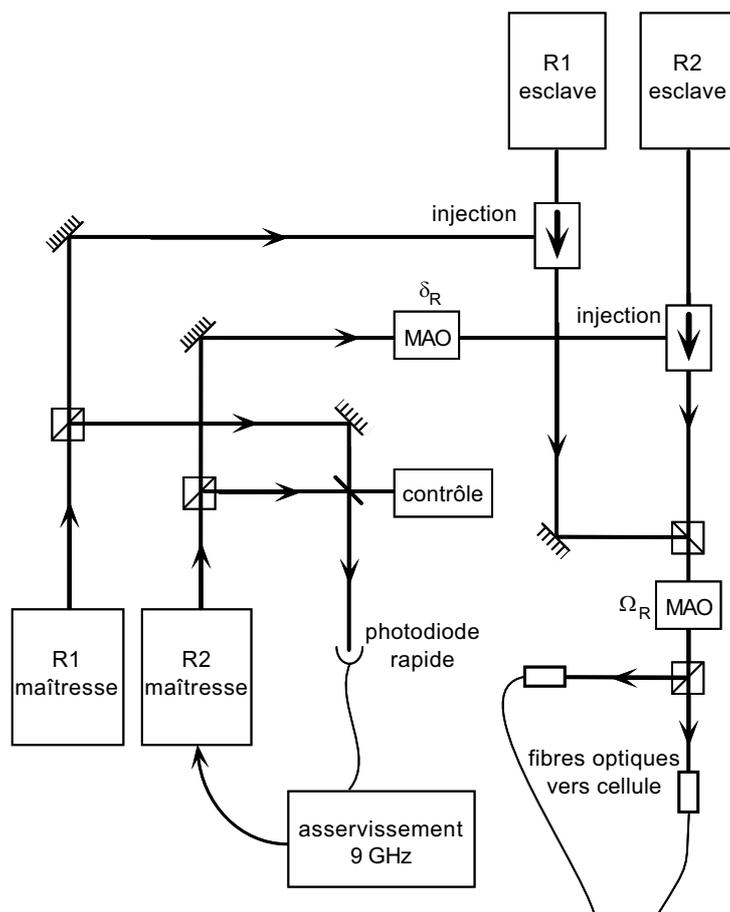 R1
esclave
R2
esclave
injection
δR
MAO
injection
contrôle
R1
maîtresse
R2
maîtresse
photodiode
rapide
ΩR
MAO
fibres optiques
vers cellule
asservissement
9 GHz